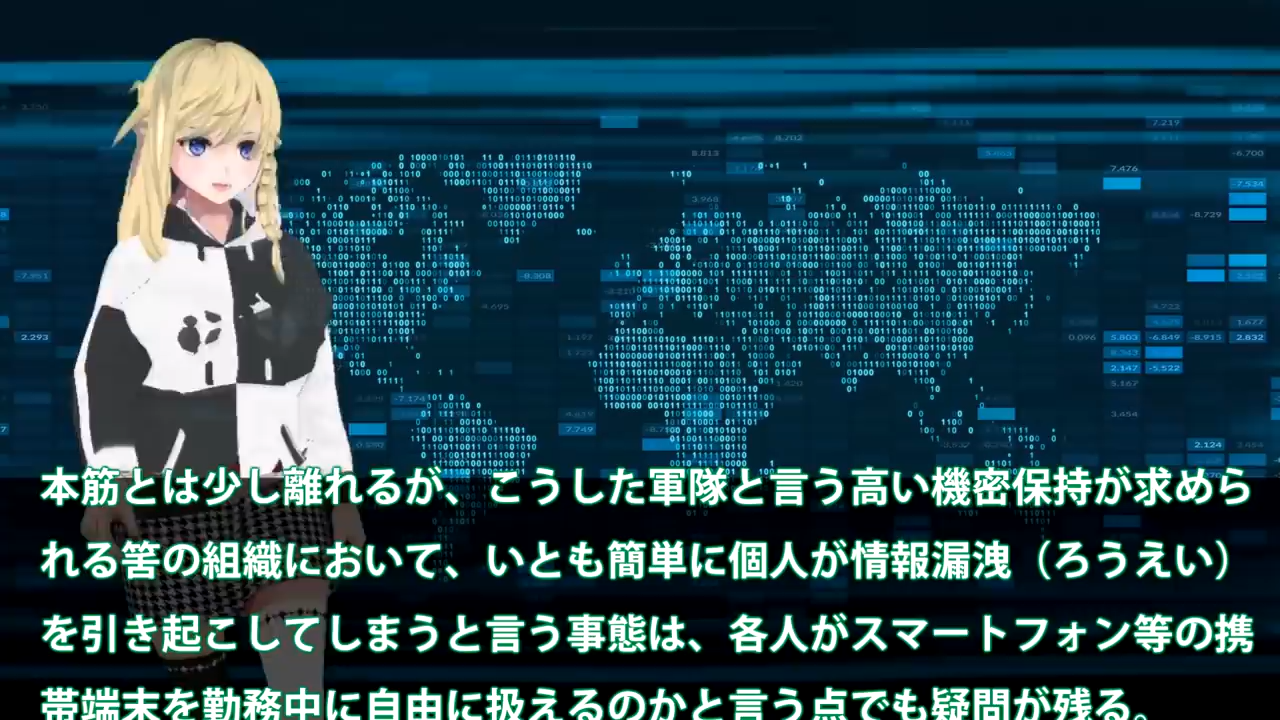 本筋とは少し離れるが、こうした軍隊と言う高い機密保持が求めら
れる筈の組織において、いとも簡単に個人が情報漏洩（ろうえい）
を引き起こしてしまうと言う事態は、各人がスマートフォン等の携
帯端末を勤務中に自由に扱えるのかと言う点でも疑問が残る。